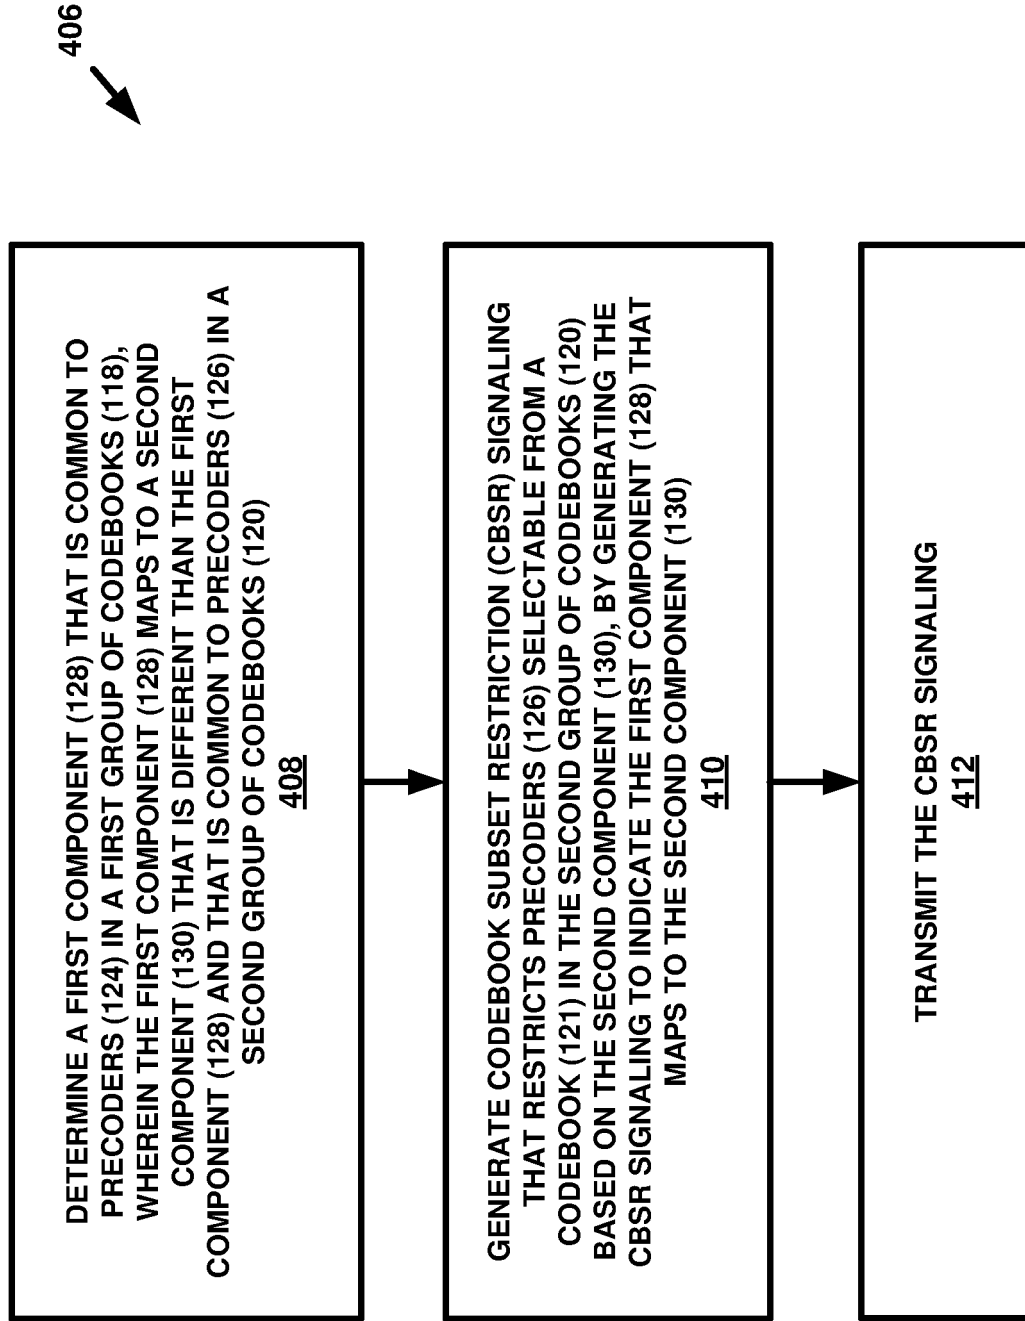 406
DETERMINE A FIRST COMPONENT (128) THAT IS COMMON TO
PRECODERS (124) IN A FIRST GROUP OF CODEBOOKS (118),
WHEREIN THE FIRST COMPONENT (128) MAPS TO A SECOND
COMPONENT (130) THAT IS DIFFERENT THAN THE FIRST
COMPONENT (128) AND THAT IS COMMON TO PRECODERS (126) IN A
SECOND GROUP OF CODEBOOKS (120)
408
GENERATE CODEBOOK SUBSET RESTRICTION (CBSR) SIGNALING
THAT RESTRICTS PRECODERS (126) SELECTABLE FROM A
CODEBOOK (121) IN THE SECOND GROUP OF CODEBOOKS (120)
BASED ON THE SECOND COMPONENT (130), BY GENERATING THE
CBSR SIGNALING TO INDICATE THE FIRST COMPONENT (128) THAT
MAPS TO THE SECOND COMPONENT (130)
410
TRANSMIT THE CBSR SIGNALING
412